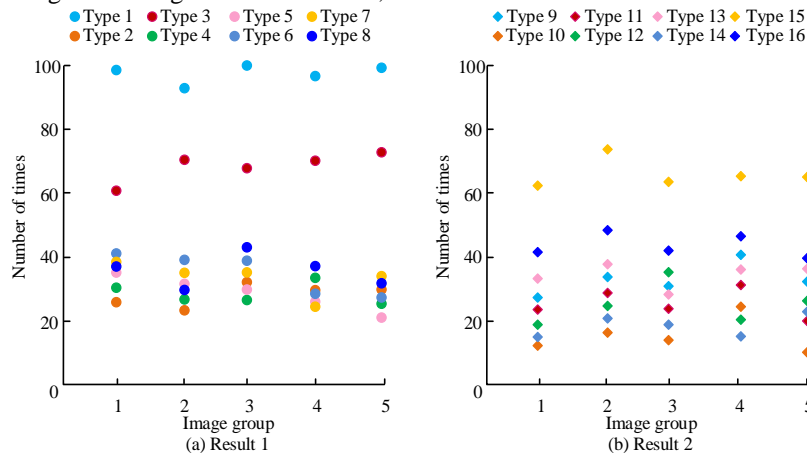 Type 1 Type 3 Type 5 Type 7
Type 2 Type 4 Type 6 Type 8
100
80
60
40
20
0
Number of times
1 2 3 4 5
Image group
(a) Result 1
Type 9 Type 11 Type 13 Type 15
Type 10 Type 12 Type 14 Type 16
100
80
60
40
20
0
Number of times
1 2 3 4 5
Image group
(b) Result 2